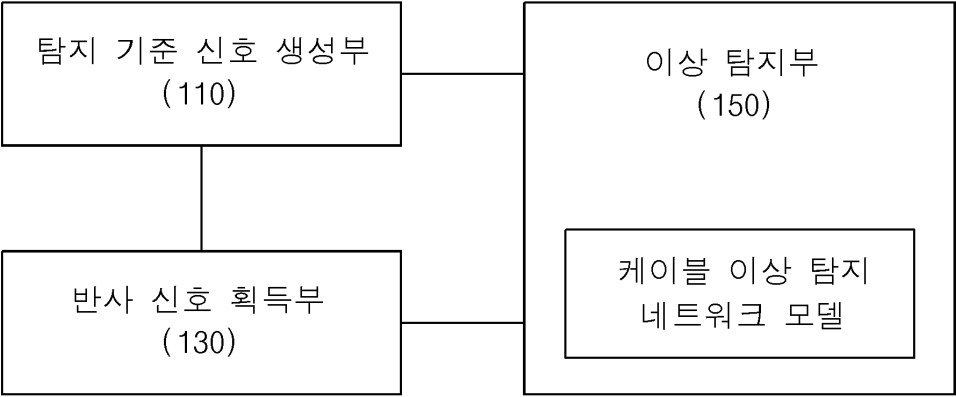 탐지 기준 신호 생성부
(110)
이상 탐지부
(150)
반사 신호 획득부
(130)
케이블 이상 탐지
네트워크 모델